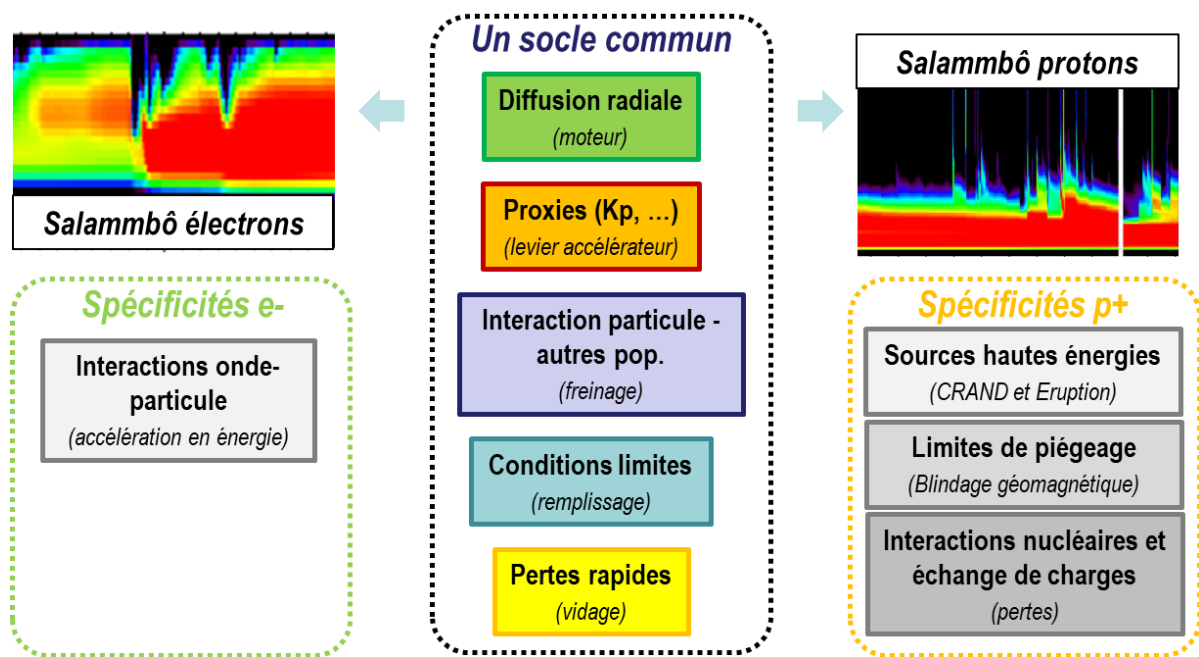 Un socle commun
Diffusion radiale
(moteur)
Proxies (Kp, …)
(levier accélérateur)
Interaction particule -
autres pop.
(freinage)
Conditions limites
(remplissage)
Pertes rapides
(vidage)
Salammbô électrons
Spécificités e-
Interactions onde-
particule
(accélération en énergie)
Salammbô protons
Spécificités p+
Sources hautes énergies
(CRAND et Eruption)
Limites de piégeage
(Blindage géomagnétique)
Interactions nucléaires et
échange de charges
(pertes)